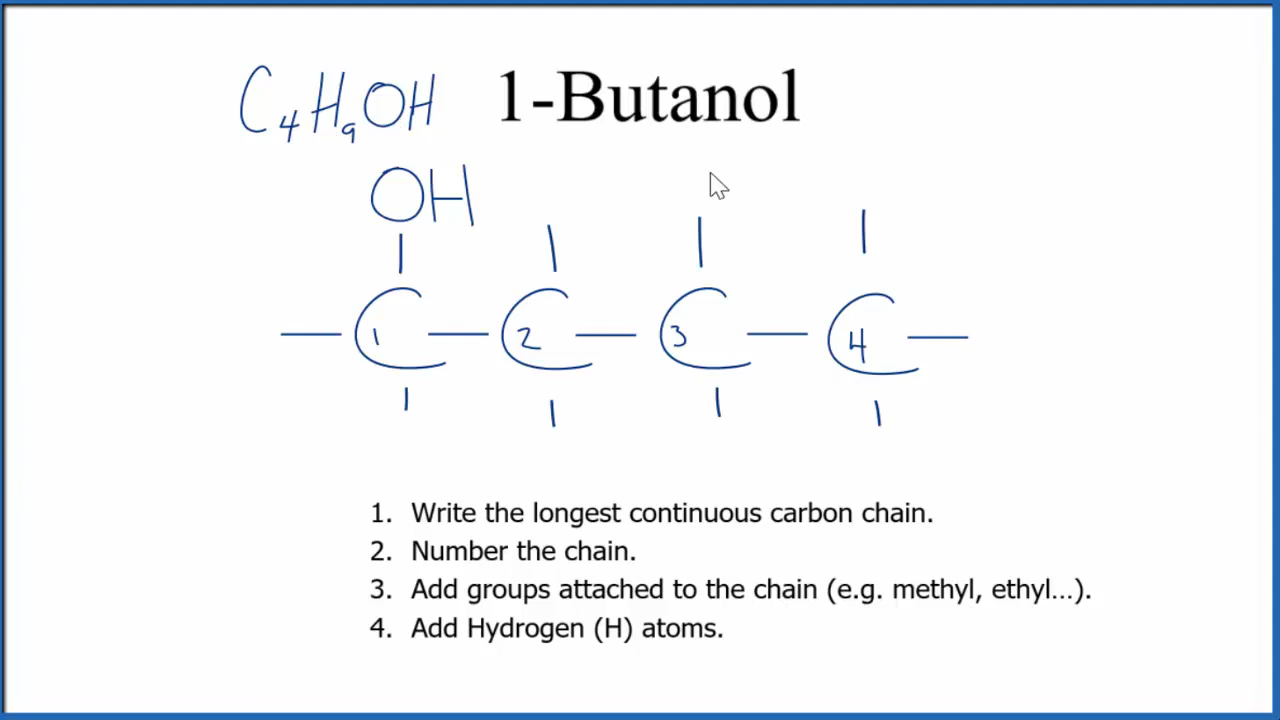 C₄H₉OH 1-Butanol
OH
C C C C
1 2 3 4
1. Write the longest continuous carbon chain.
2. Number the chain.
3. Add groups attached to the chain (e.g. methyl, ethyl...).
4. Add Hydrogen (H) atoms.